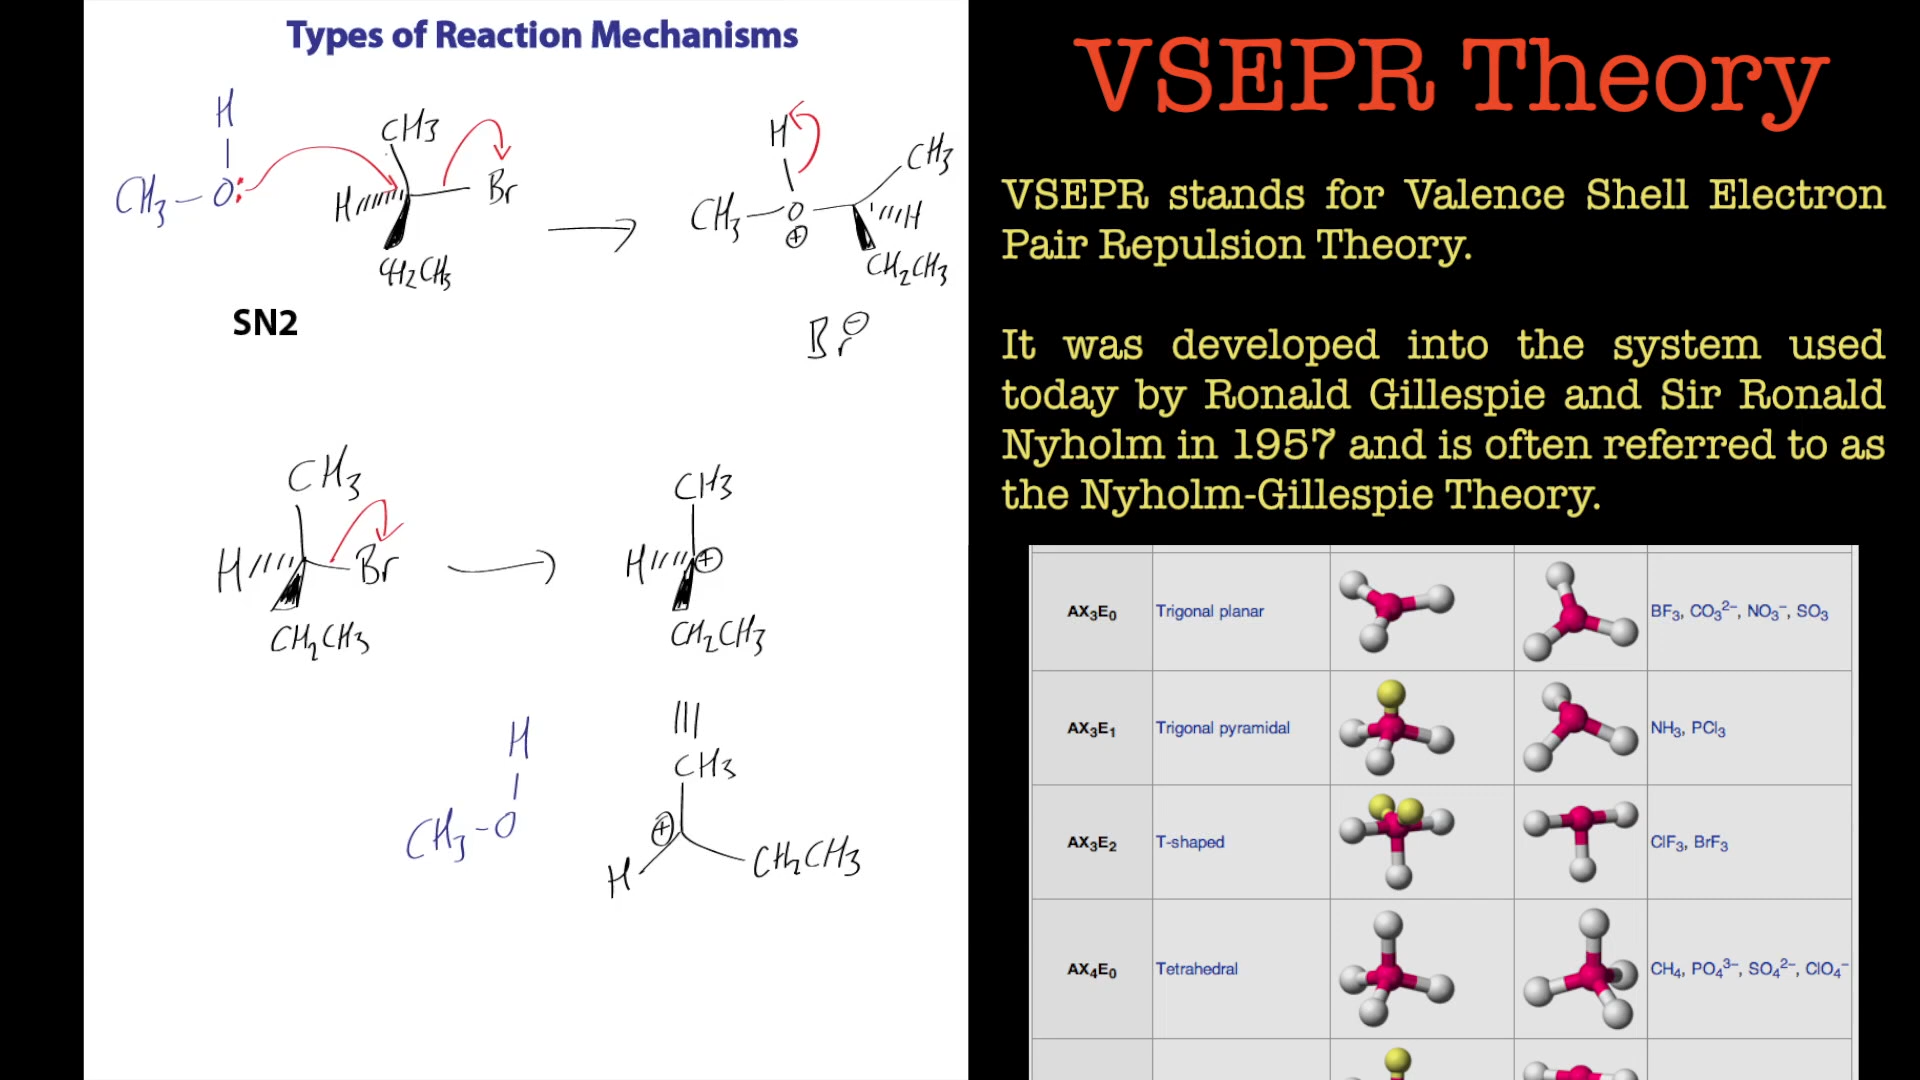 Types of Reaction Mechanisms
H
CH3
CH3 – O:
H
Br
CH2CH3
H
CH3
CH3
O
H
⊕
CH2CH3
SN2
Br⊖
CH3
H
Br
CH2CH3
CH3
H
⊕
CH2CH3
H
CH3-O
CH3
⊕
H
CH2CH3
VSEPR Theory
VSEPR stands for Valence Shell Electron
Pair Repulsion Theory.
It was developed into the system used
today by Ronald Gillespie and Sir Ronald
Nyholm in 1957 and is often referred to as
the Nyholm-Gillespie Theory.
AX₃E₀ Trigonal planar BF₃, CO₃²⁻, NO₃⁻, SO₃
AX₃E₁ Trigonal pyramidal NH₃, PCl₃
AX₃E₂ T-shaped ClF₃, BrF₃
AX₄E₀ Tetrahedral CH₄, PO₄³⁻, SO₄²⁻, ClO₄⁻